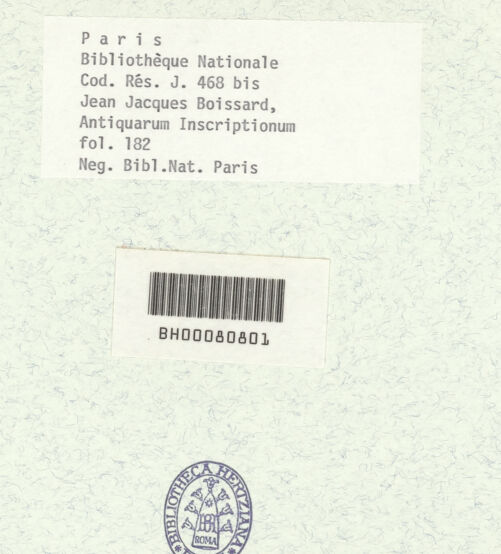 P a r i s
Bibliothèque Nationale
Cod. Rés. J. 468 bis
Jean Jacques Boissard,
Antiquarum Inscriptionum
fol. 182
Neg. Bibl.Nat. Paris
BH00080801
BIBLIOTHECA HERTZIANA
ROMA